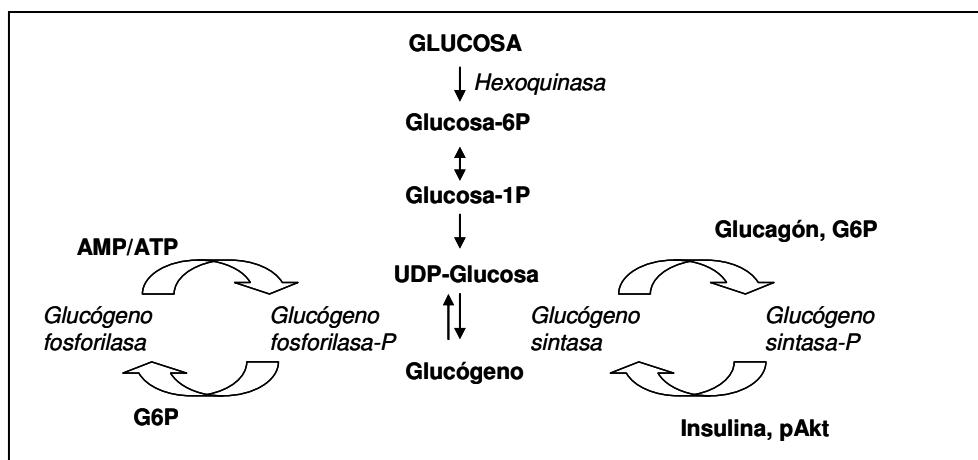 GLUCOSA
Hexoquinasa
Glucosa-6P
Glucosa-1P
AMP/ATP
Glucagón, G6P
UDP-Glucosa
Glucógeno
fosforilasa
Glucógeno
fosforilasa-P
Glucógeno
sintasa
Glucógeno
sintasa-P
Glucógeno
G6P
Insulina, pAkt